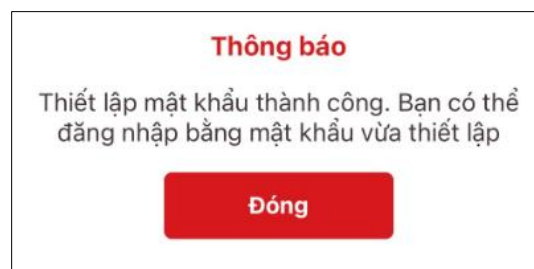 Thông báo
Thiết lập mật khẩu thành công. Bạn có thể
đăng nhập bằng mật khẩu vừa thiết lập
Đóng